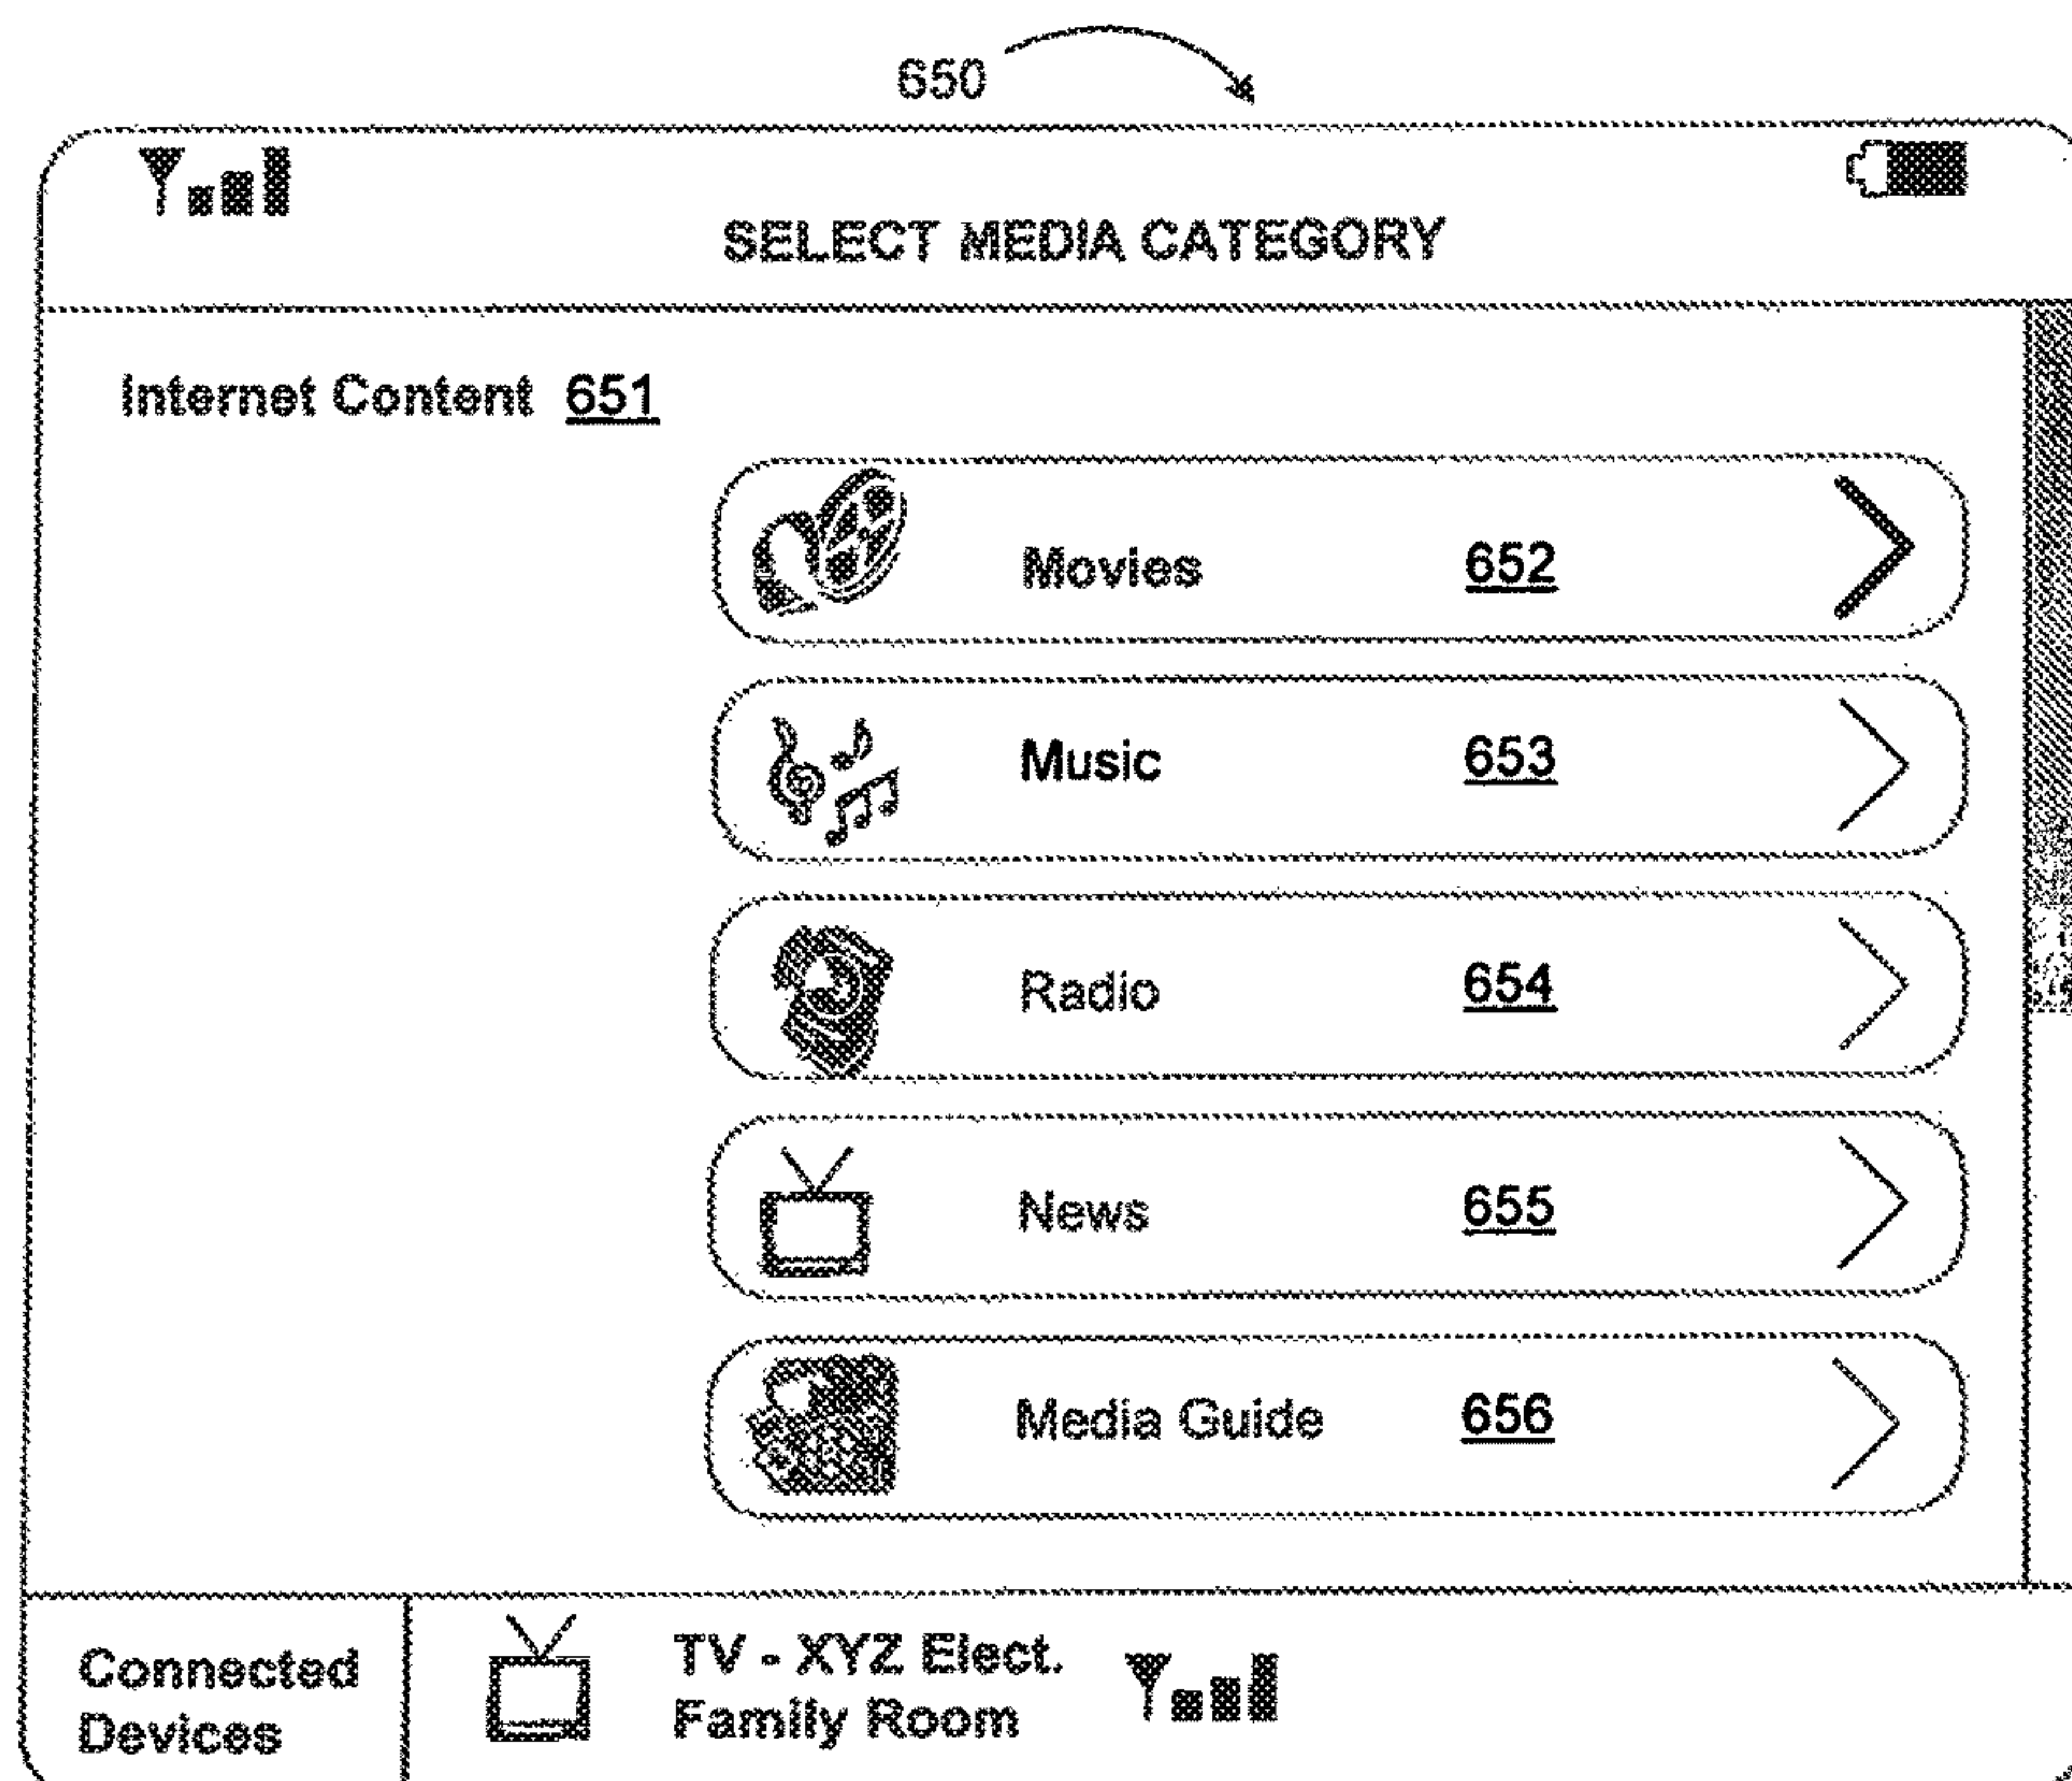 650
SELECT MEDIA CATEGORY
Internet Content 651
Movies 652
Music 653
Radio 654
News 655
Media Guide 656
Connected
Devices
TV - XYZ Elect.
Family Room